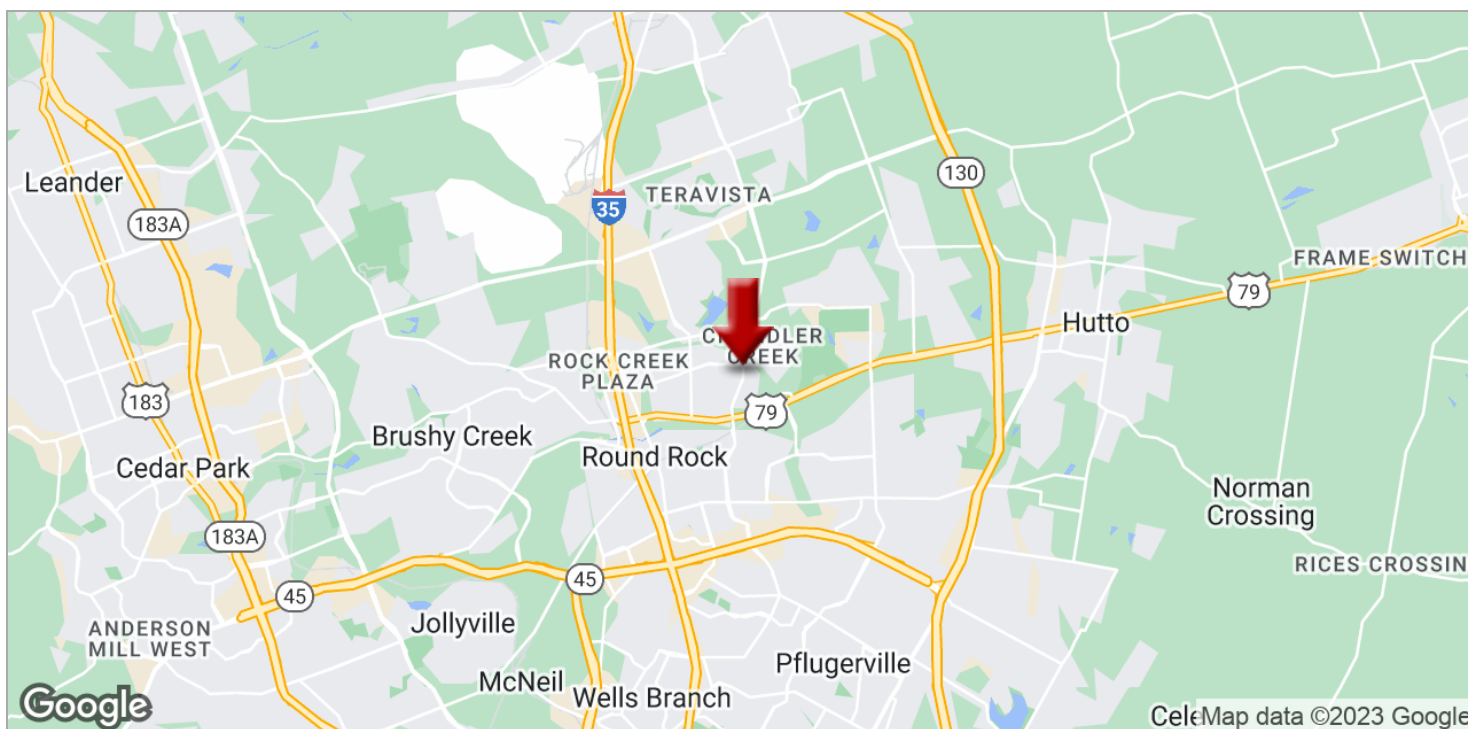 Leander
183A
35
TERAVISTA
130
FRAME SWITCH
79
Hutto
CHANDLER
CREEK
ROCK CREEK
PLAZA
183
79
Brushy Creek
Round Rock
Cedar Park
Norman
Crossing
183A
RICES CROSSIN
45
45
Jollyville
ANDERSON
MILL WEST
McNeil
Pflugerville
Wells Branch
Google
Cele
Map data ©2023 Google